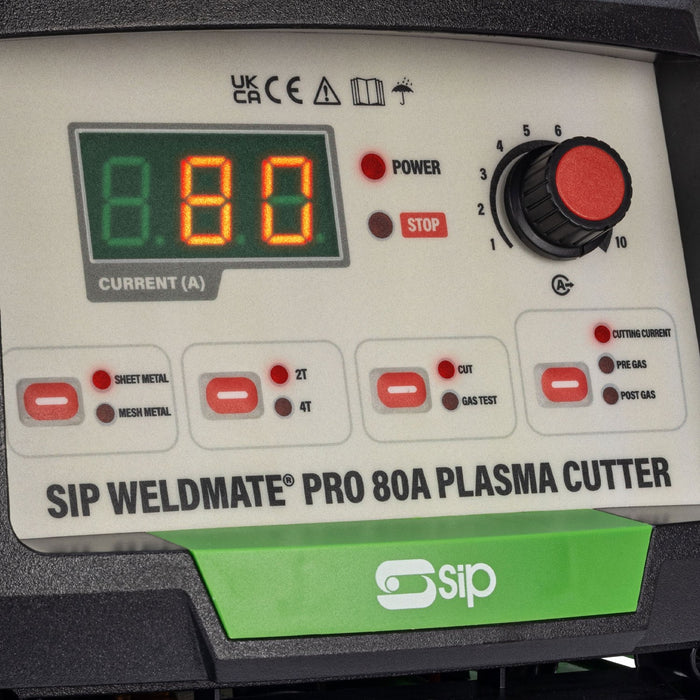 UK
CA CE
80
POWER
STOP
CURRENT (A)
1
2
3
4
5
6
10
A
SHEET METAL
MESH METAL
2T
4T
CUT
GAS TEST
CUTTING CURRENT
PRE GAS
POST GAS
SIP WELDMATE® PRO 80A PLASMA CUTTER
sip